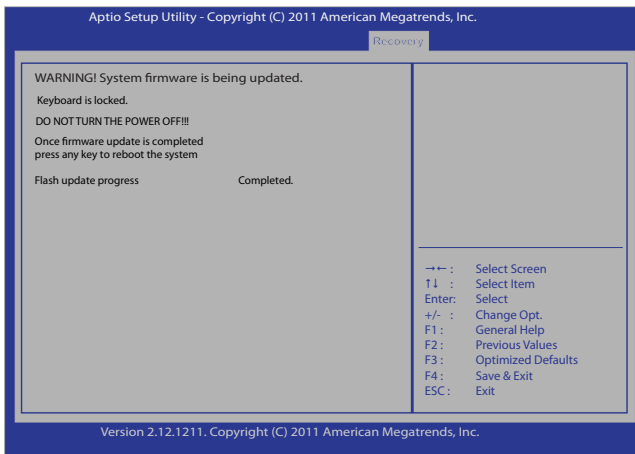 Aptio Setup Utility - Copyright (C) 2011 American Megatrends, Inc.
Recovery
WARNING! System firmware is being updated.
Keyboard is locked.
DO NOT TURN THE POWER OFF!!!
Once firmware update is completed
press any key to reboot the system
Flash update progress Completed.
→← : Select Screen
↑↓ : Select Item
Enter: Select
+/- : Change Opt.
F1 : General Help
F2 : Previous Values
F3 : Optimized Defaults
F4 : Save & Exit
ESC : Exit
Version 2.12.1211. Copyright (C) 2011 American Megatrends, Inc.